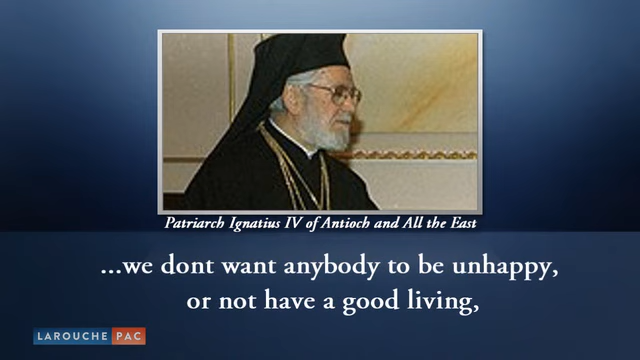 Patriarch Ignatius IV of Antioch and All the East
...we dont want anybody to be unhappy,
or not have a good living,
LAROUCHE PAC